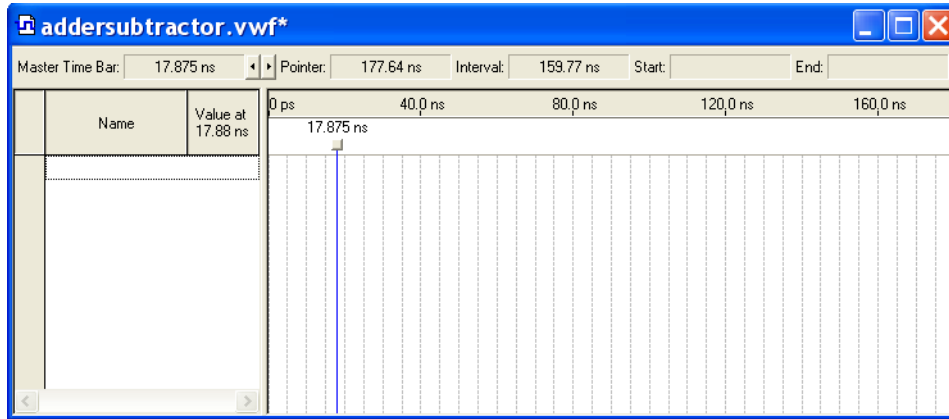 addersubtractor.vwf*
Master Time Bar: 17.875 ns Pointer: 177.64 ns Interval: 159.77 ns Start: End:
Name Value at 17.88 ns
0 ps 40.0 ns 80.0 ns 120.0 ns 160.0 ns
17.875 ns